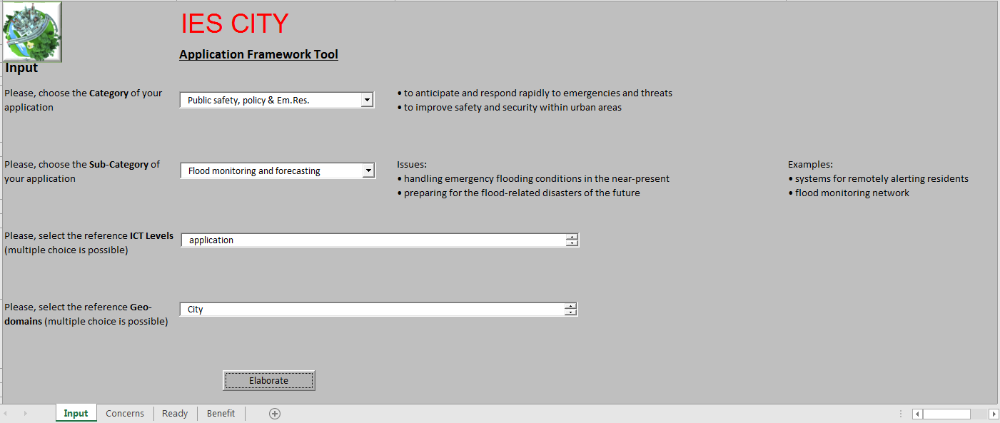 IES CITY
Application Framework Tool
Input
Please, choose the Category of your
application
Public safety, policy & Em.Res.
• to anticipate and respond rapidly to emergencies and threats
• to improve safety and security within urban areas
Please, choose the Sub-Category of
your application
Flood monitoring and forecasting
Issues:
• handling emergency flooding conditions in the near-present
• preparing for the flood-related disasters of the future
Examples:
• systems for remotely alerting residents
• flood monitoring network
Please, select the reference ICT Levels
(multiple choice is possible)
application
Please, select the reference Geo-
domains (multiple choice is possible)
City
Elaborate
Input Concerns Ready Benefit